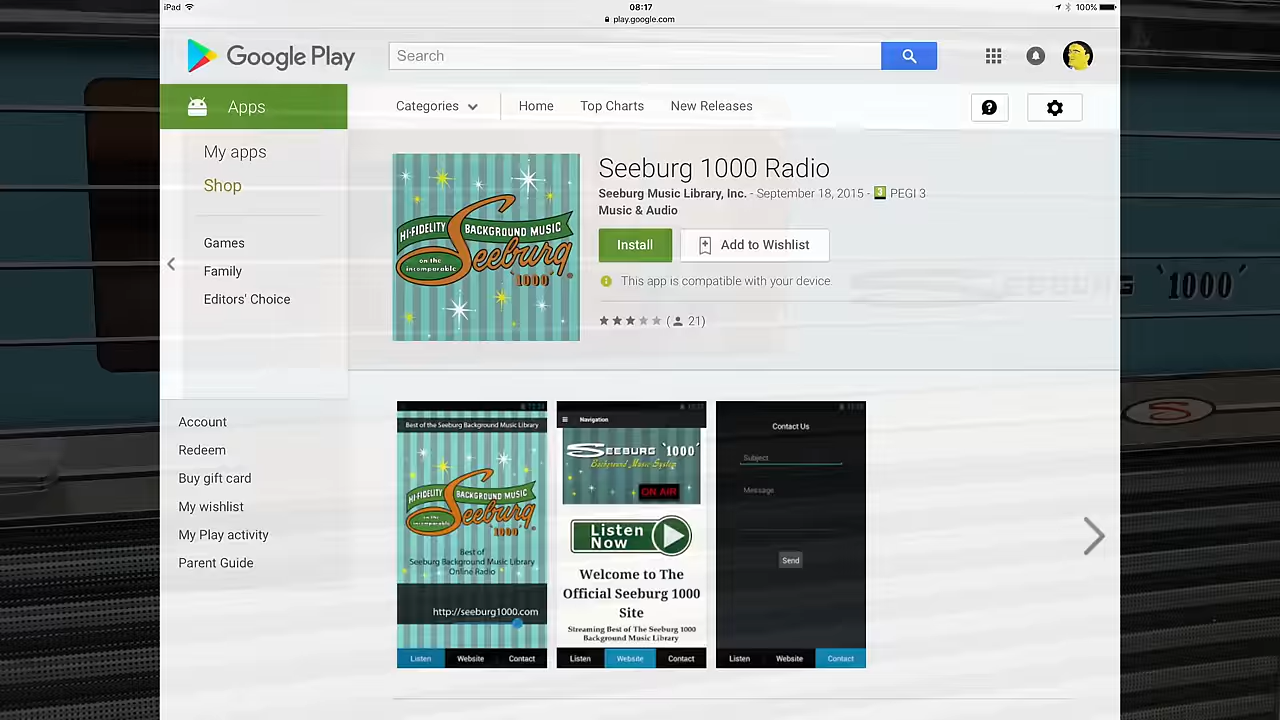 iPad
08:17
100%
play.google.com
Google Play
Search
Apps
Categories
Home
Top Charts
New Releases
My apps
Shop
Games
Family
Editors' Choice
Account
Redeem
Buy gift card
My wishlist
My Play activity
Parent Guide
HI-FIDELITY BACKGROUND MUSIC
on the incomparable
Seeburg
'1000'
Seeburg 1000 Radio
Seeburg Music Library, Inc. - September 18, 2015 - 3 PEGI 3
Music & Audio
Install
Add to Wishlist
This app is compatible with your device.
( 21)
SEEBURG '1000'
S
Best of the Seeburg Background Music Library
HI-FIDELITY BACKGROUND MUSIC
on the incomparable
Seeburg
'1000'
Best of
Seeburg Background Music Library
Online Radio
http://seeburg1000.com
Listen
Website
Contact
Navigation
SEEBURG '1000'
Background Music System
ON AIR
Listen
Now
Welcome to The
Official Seeburg 1000
Site
Streaming Best of The Seeburg 1000
Background Music Library
Listen
Website
Contact
Contact Us
Subject
Message
Send
Listen
Website
Contact